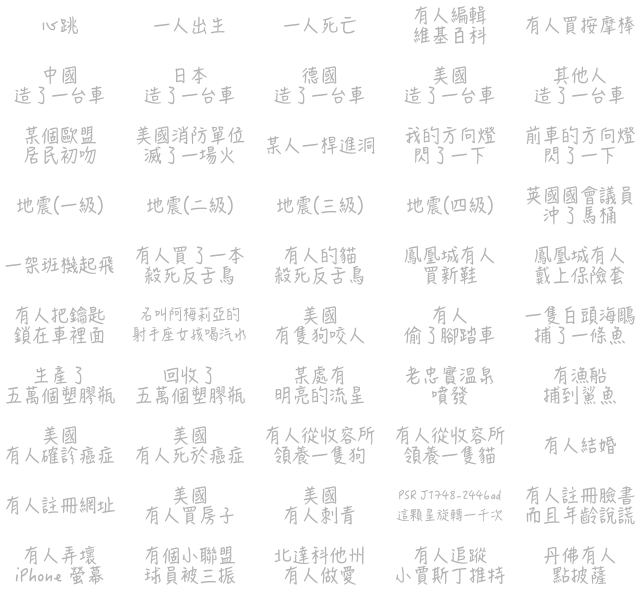 心跳
一人出生
一人死亡
有人編輯
維基百科
有人買按摩棒
中國
造了一台車
日本
造了一台車
德國
造了一台車
美國
造了一台車
其他人
造了一台車
某個歐盟
居民初吻
美國消防單位
滅了一場火
某人一桿進洞
我的方向燈
閃了一下
前車的方向燈
閃了一下
地震(一級)
地震(二級)
地震(三級)
地震(四級)
英國國會議員
沖了馬桶
一架班機起飛
有人買了一本
殺死反舌鳥
有人的貓
殺死反舌鳥
鳳凰城有人
買新鞋
鳳凰城有人
戴上保險套
有人把鑰匙
鎖在車裡面
名叫阿梅莉亞的
射手座女孩喝汽水
美國
有隻狗咬人
有人
偷了腳踏車
一隻白頭海鵰
捕了一條魚
生產了
五萬個塑膠瓶
回收了
五萬個塑膠瓶
某處有
明亮的流星
老忠實溫泉
噴發
有漁船
捕到鯊魚
美國
有人確診癌症
美國
有人死於癌症
有人從收容所
領養一隻狗
有人從收容所
領養一隻貓
有人結婚
有人註冊網址
美國
有人買房子
美國
有人刺青
PSR J1748-2446ad
這顆星旋轉一千次
有人註冊臉書
而且年齡說謊
有人弄壞
iPhone 螢幕
有個小聯盟
球員被三振
北達科他州
有人做愛
有人追蹤
小賈斯丁推特
丹佛有人
點披薩